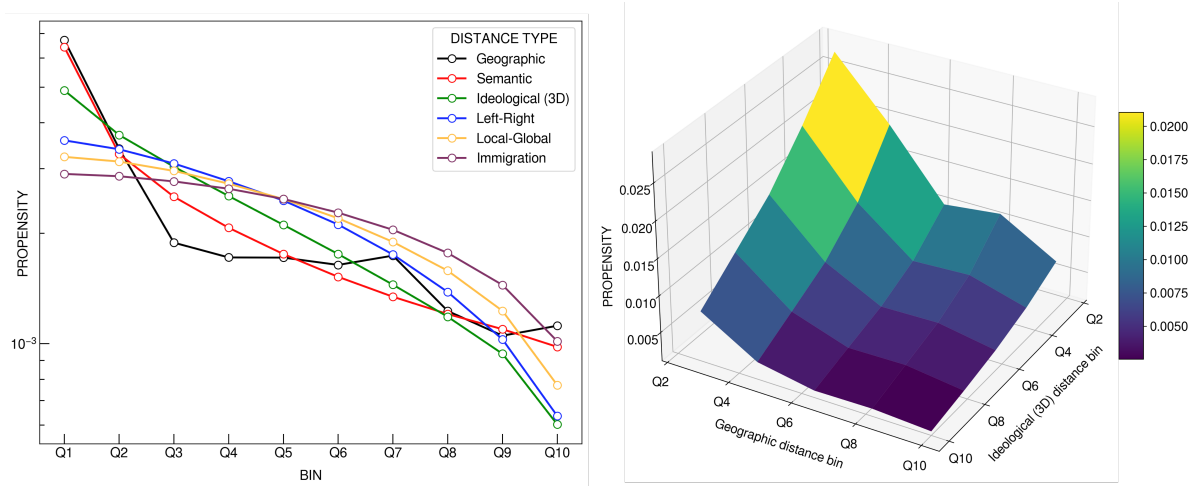 DISTANCE TYPE
Geographic
Semantic
Ideological (3D)
Left-Right
Local-Global
Immigration
PROPENSITY
10⁻³
Q1 Q2 Q3 Q4 Q5 Q6 Q7 Q8 Q9 Q10
BIN
PROPENSITY
0.025
0.020
0.015
0.010
0.005
Q2
Q4
Q6
Q8
Q10
Geographic distance bin
Q2
Q4
Q6
Q8
Q10
Ideological (3D) distance bin
0.0200
0.0175
0.0150
0.0125
0.0100
0.0075
0.0050